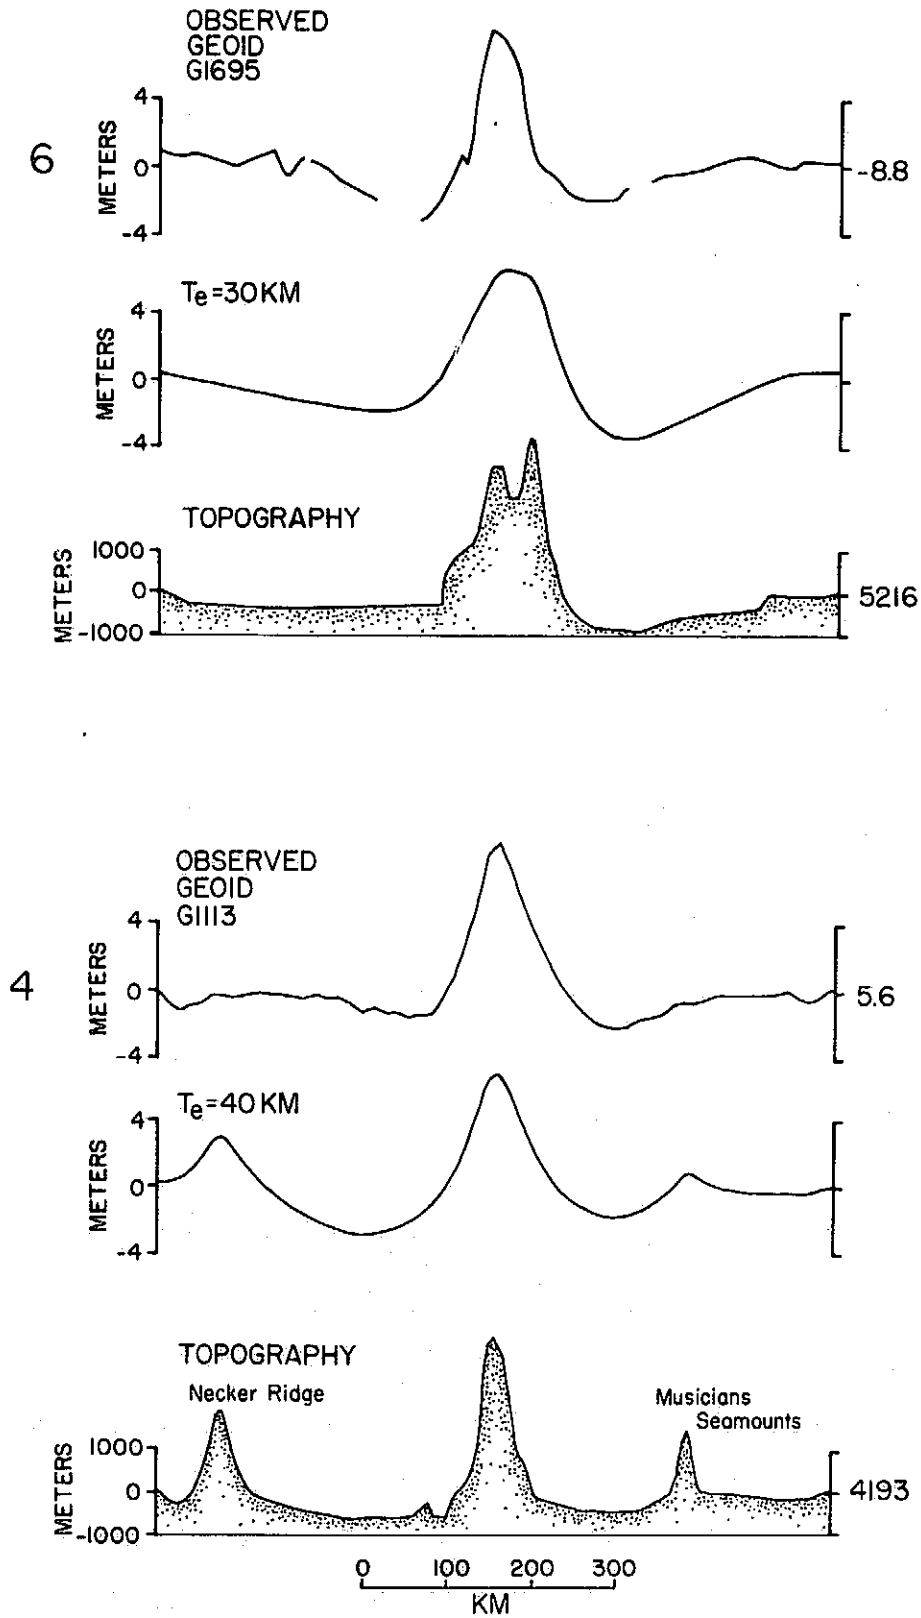 OBSERVED
GEOID
G1695
6
METERS
4
0
-4
-8.8
Te=30KM
METERS
4
0
-4
TOPOGRAPHY
METERS
1000
0
-1000
5216
OBSERVED
GEOID
G1113
4
METERS
4
0
-4
5.6
Te=40KM
METERS
4
0
-4
TOPOGRAPHY
Necker Ridge
Musicians
Seamounts
METERS
1000
0
-1000
4193
0 100 200 300
KM